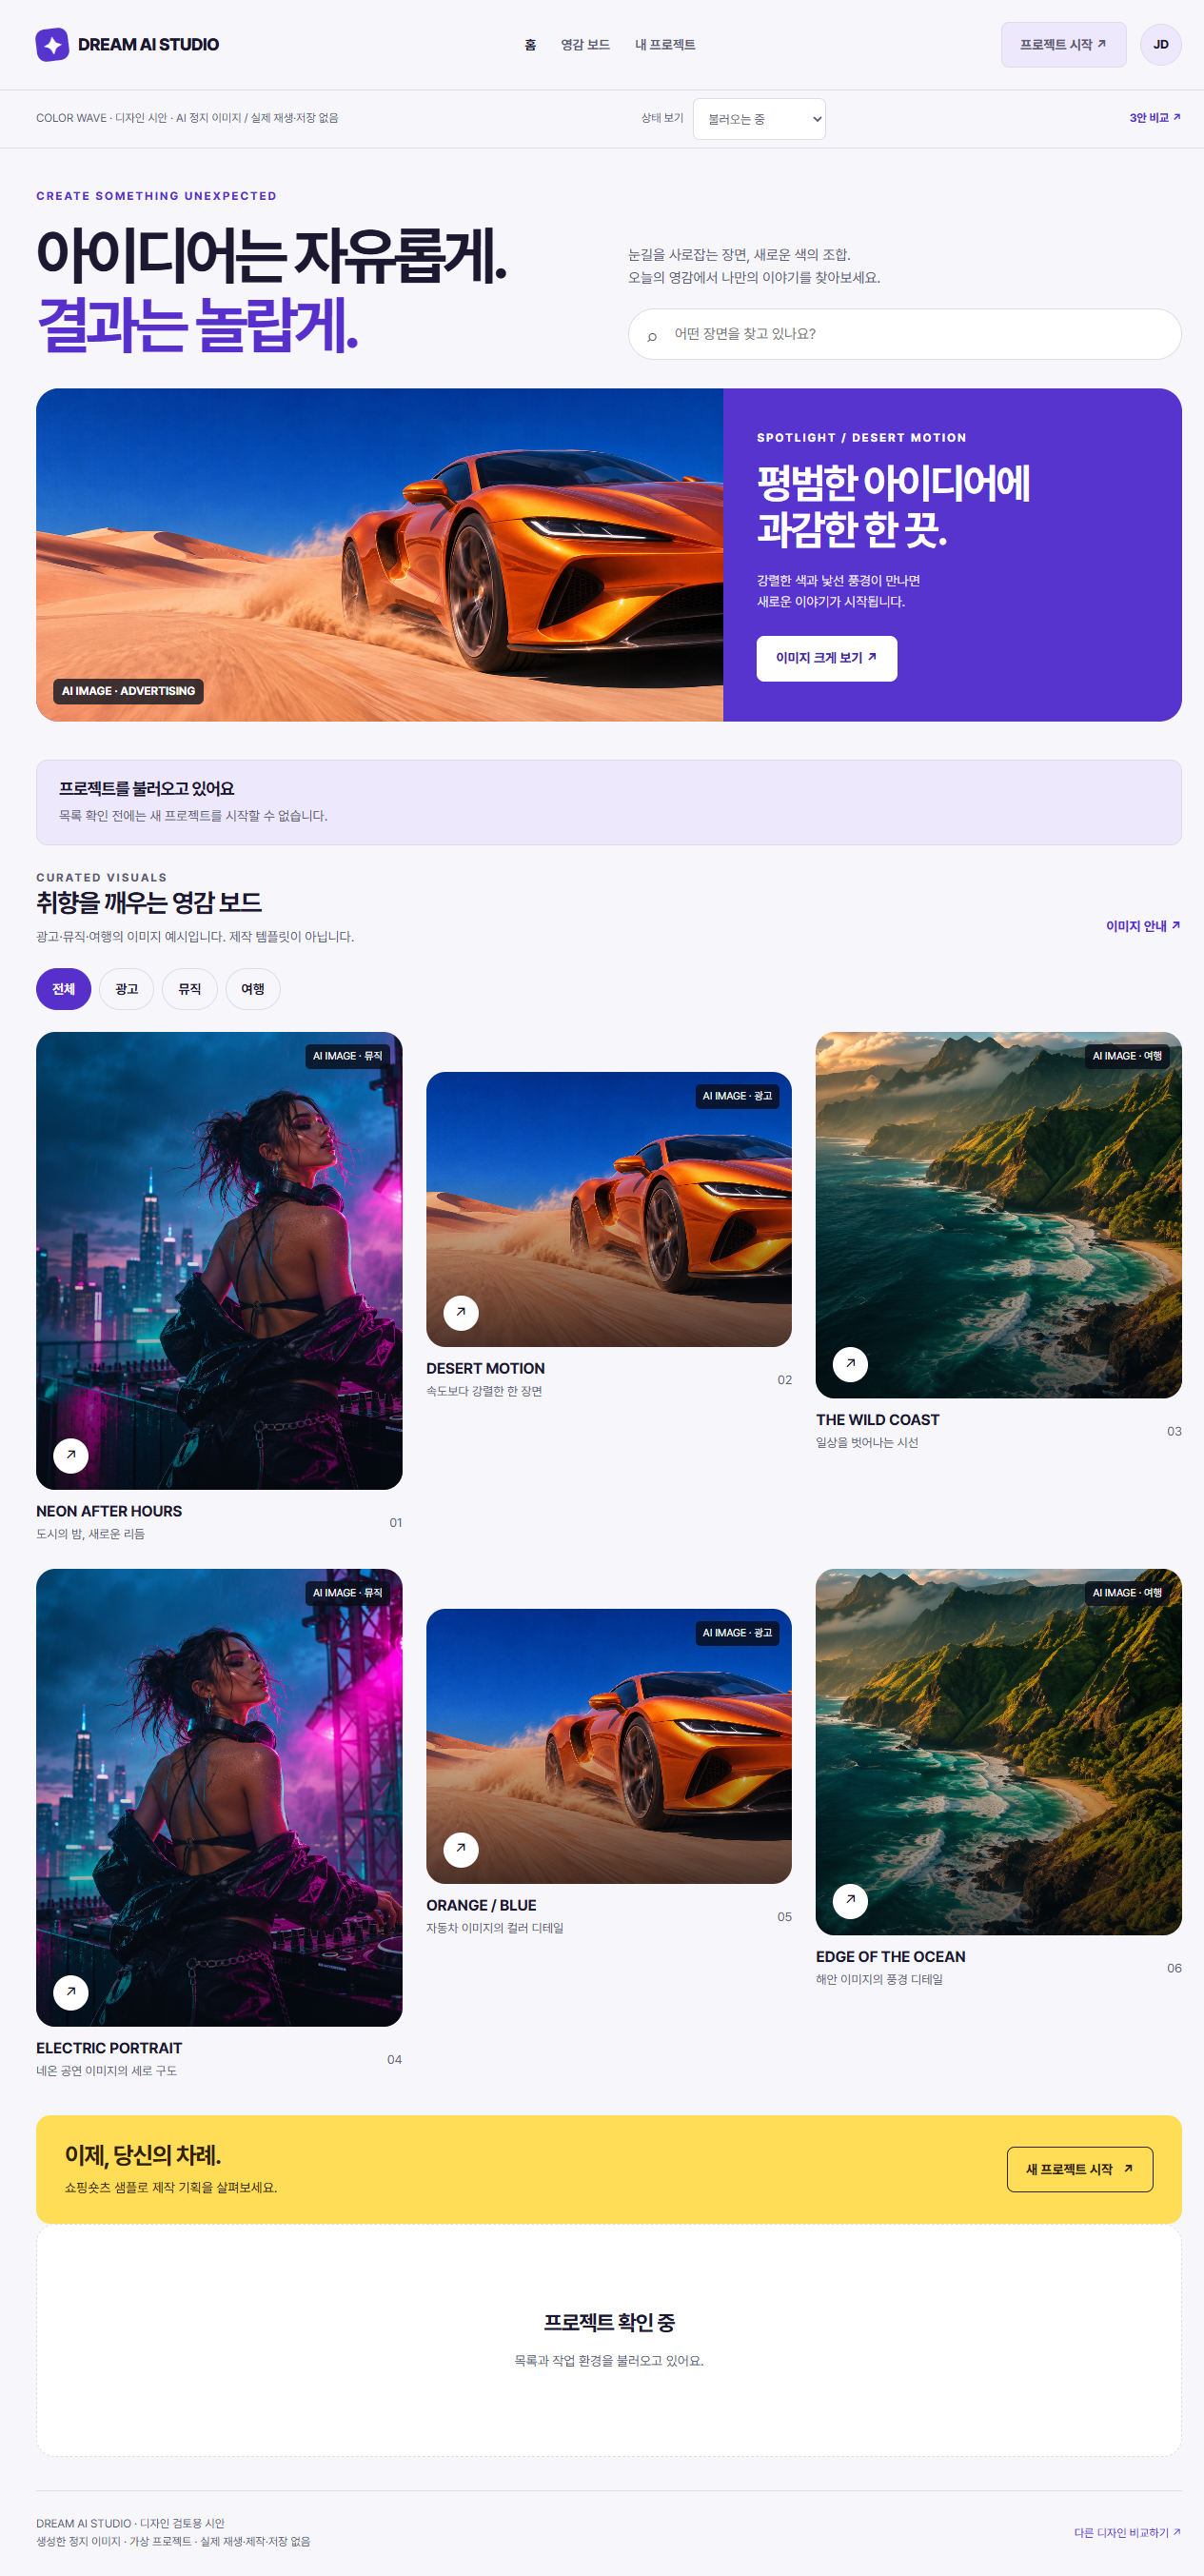 DREAM AI STUDIO
홈
영감 보드
내 프로젝트
프로젝트 시작 ↗
JD
COLOR WAVE · 디자인 시안 · AI 정지 이미지 / 실제 재생·저장 없음
상태 보기
불러오는 중
3안 비교 ↗
CREATE SOMETHING UNEXPECTED
아이디어는 자유롭게.
결과는 놀랍게.
눈길을 사로잡는 장면, 새로운 색의 조합.
오늘의 영감에서 나만의 이야기를 찾아보세요.
어떤 장면을 찾고 있나요?
AI IMAGE · ADVERTISING
SPOTLIGHT / DESERT MOTION
평범한 아이디어에
과감한 한 끗.
강렬한 색과 낯선 풍경이 만나면
새로운 이야기가 시작됩니다.
이미지 크게 보기 ↗
프로젝트를 불러오고 있어요
목록 확인 전에는 새 프로젝트를 시작할 수 없습니다.
CURATED VISUALS
취향을 깨우는 영감 보드
광고·뮤직·여행의 이미지 예시입니다. 제작 템플릿이 아닙니다.
이미지 안내 ↗
전체
광고
뮤직
여행
AI IMAGE · 뮤직
↗
NEON AFTER HOURS
도시의 밤, 새로운 리듬
01
AI IMAGE · 광고
↗
DESERT MOTION
속도보다 강렬한 한 장면
02
AI IMAGE · 여행
↗
THE WILD COAST
일상을 벗어나는 시선
03
AI IMAGE · 뮤직
↗
ELECTRIC PORTRAIT
네온 공연 이미지의 세로 구도
04
AI IMAGE · 광고
↗
ORANGE / BLUE
자동차 이미지의 컬러 디테일
05
AI IMAGE · 여행
↗
EDGE OF THE OCEAN
해안 이미지의 풍경 디테일
06
이제, 당신의 차례.
쇼핑숏츠 샘플로 제작 기획을 살펴보세요.
새 프로젝트 시작 ↗
프로젝트 확인 중
목록과 작업 환경을 불러오고 있어요.
DREAM AI STUDIO · 디자인 검토용 시안
생성한 정지 이미지 · 가상 프로젝트 · 실제 재생·제작·저장 없음
다른 디자인 비교하기 ↗